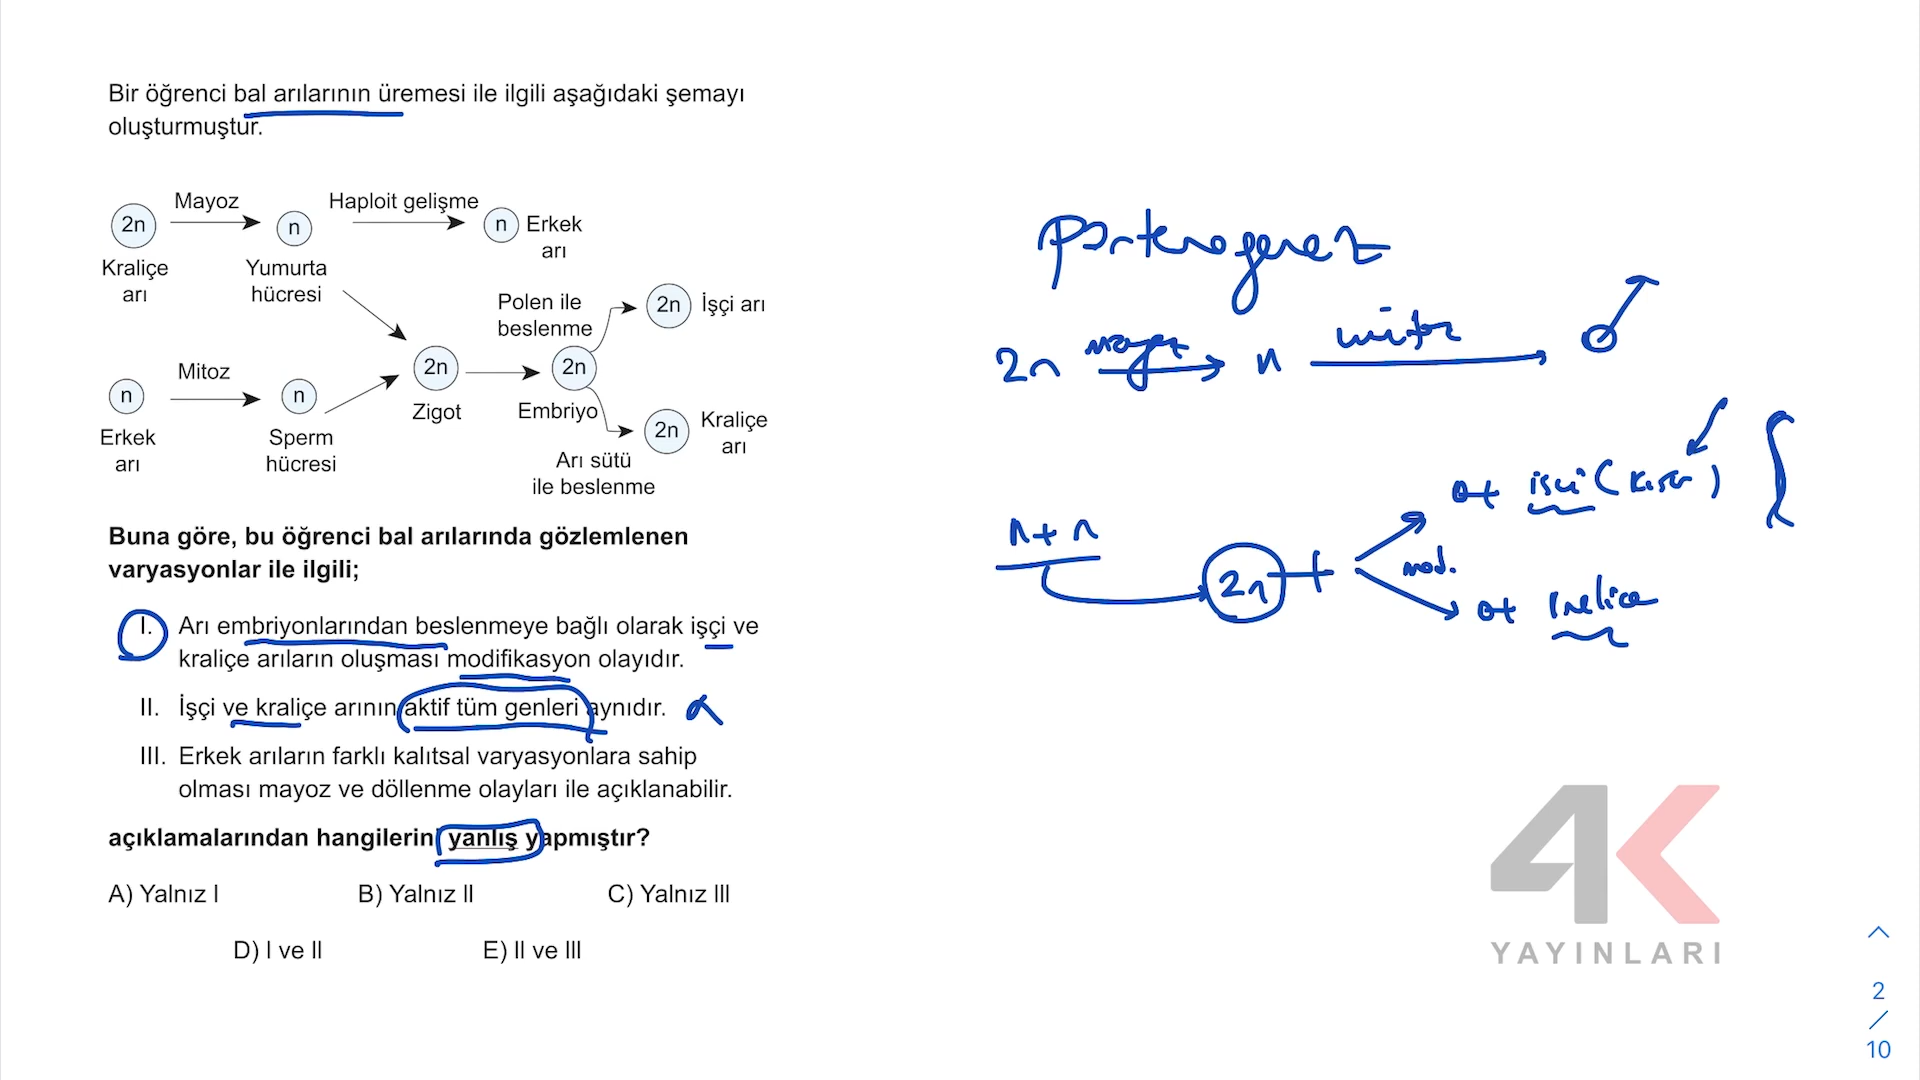 Bir öğrenci bal arılarının üremesi ile ilgili aşağıdaki şemayı
oluşturmuştur.
2n
Kraliçe
arı
Mayoz
n
Yumurta
hücresi
Haploit gelişme
n
Erkek
arı
n
Erkek
arı
Mitoz
n
Sperm
hücresi
2n
Zigot
2n
Embriyo
Polen ile
beslenme
2n
İşçi arı
Arı sütü
ile beslenme
2n
Kraliçe
arı
Buna göre, bu öğrenci bal arılarında gözlemlenen
varyasyonlar ile ilgili;
I. Arı embriyonlarından beslenmeye bağlı olarak işçi ve
kraliçe arıların oluşması modifikasyon olayıdır.
II. İşçi ve kraliçe arının aktif tüm genleri aynıdır.
III. Erkek arıların farklı kalıtsal varyasyonlara sahip
olması mayoz ve döllenme olayları ile açıklanabilir.
açıklamalarından hangilerini yanlış yapmıştır?
A) Yalnız I B) Yalnız II C) Yalnız III
D) I ve II E) II ve III
Partenogenez
2n mayoz n mitoz
n + n
2n
mod.
işçi (kısır)
kraliçe
4K
YAYINLARI
2
/
10